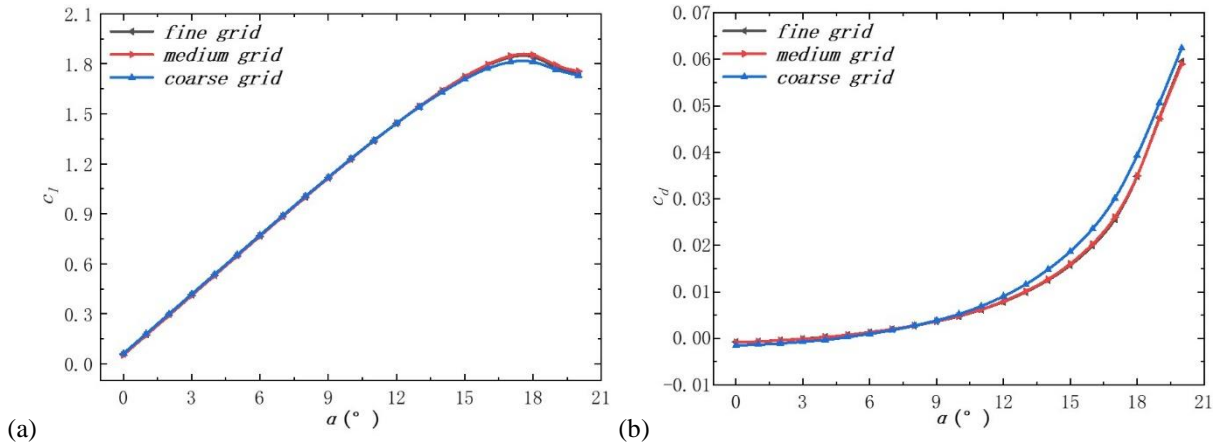 2.1
1.8
1.5
1.2
0.9
0.6
0.3
0.0
c_l
fine grid
medium grid
coarse grid
0 3 6 9 12 15 18 21
α (°)
(a)
0.07
0.06
0.05
0.04
0.03
0.02
0.01
0.00
-0.01
c_d
fine grid
medium grid
coarse grid
0 3 6 9 12 15 18 21
α (°)
(b)